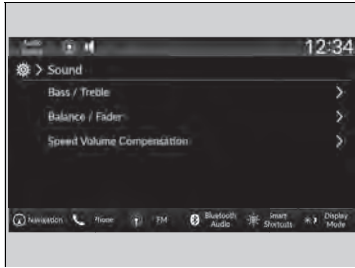 12:34
> Sound
Bass / Treble >
Balance / Fader >
Speed Volume Compensation >
Navigation Phone FM Bluetooth Audio Smart Shortcuts Display Mode